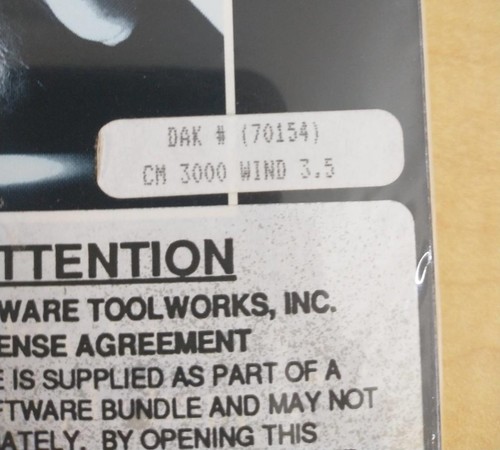 DAK # (70154)
CM 3000 WIND 3.5
TTENTION
WARE TOOLWORKS, INC.
ENSE AGREEMENT
E IS SUPPLIED AS PART OF A
FTWARE BUNDLE AND MAY NOT
ATELY. BY OPENING THIS